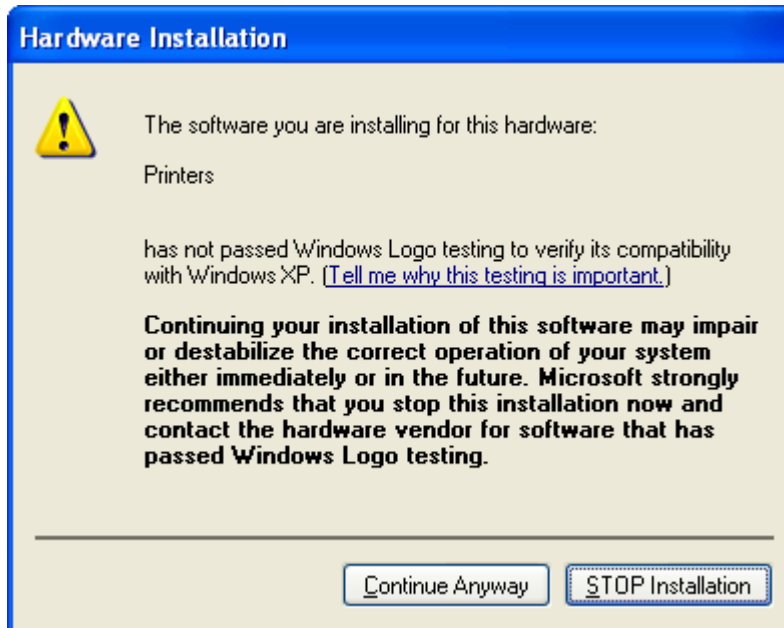 Hardware Installation
The software you are installing for this hardware:
Printers
has not passed Windows Logo testing to verify its compatibility
with Windows XP. (Tell me why this testing is important.)
Continuing your installation of this software may impair
or destabilize the correct operation of your system
either immediately or in the future. Microsoft strongly
recommends that you stop this installation now and
contact the hardware vendor for software that has
passed Windows Logo testing.
Continue Anyway
STOP Installation